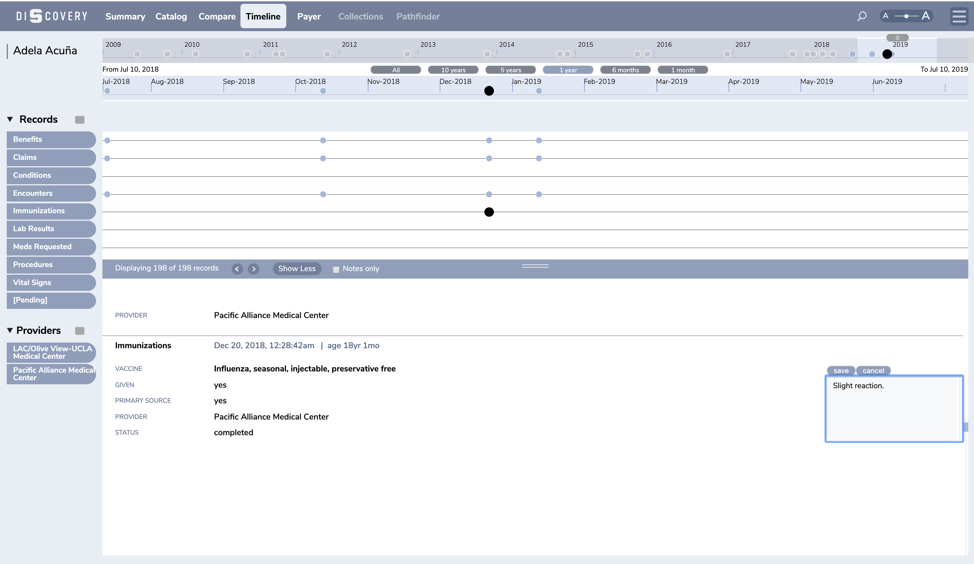 DISCOVERY Summary Catalog Compare Timeline Payer Collections Pathfinder A A
Adela Acuña
2009 2010 2011 2012 2013 2014 2015 2016 2017 2018 2019
From Jul 10, 2018 All 10 years 5 years 1 year 6 months 1 month To Jul 10, 2019
Jul-2018 Aug-2018 Sep-2018 Oct-2018 Nov-2018 Dec-2018 Jan-2019 Feb-2019 Mar-2019 Apr-2019 May-2019 Jun-2019
Records
Benefits
Claims
Conditions
Encounters
Immunizations
Lab Results
Meds Requested
Procedures
Vital Signs
[Pending]
Providers
LAC/Olive View-UCLA
Medical Center
Pacific Alliance Medical
Center
Displaying 198 of 198 records Show Less Notes only
PROVIDER Pacific Alliance Medical Center
Immunizations Dec 20, 2018, 12:28:42am | age 18yr 1mo
VACCINE Influenza, seasonal, injectable, preservative free
GIVEN yes
PRIMARY SOURCE yes
PROVIDER Pacific Alliance Medical Center
STATUS completed
save cancel
Slight reaction.